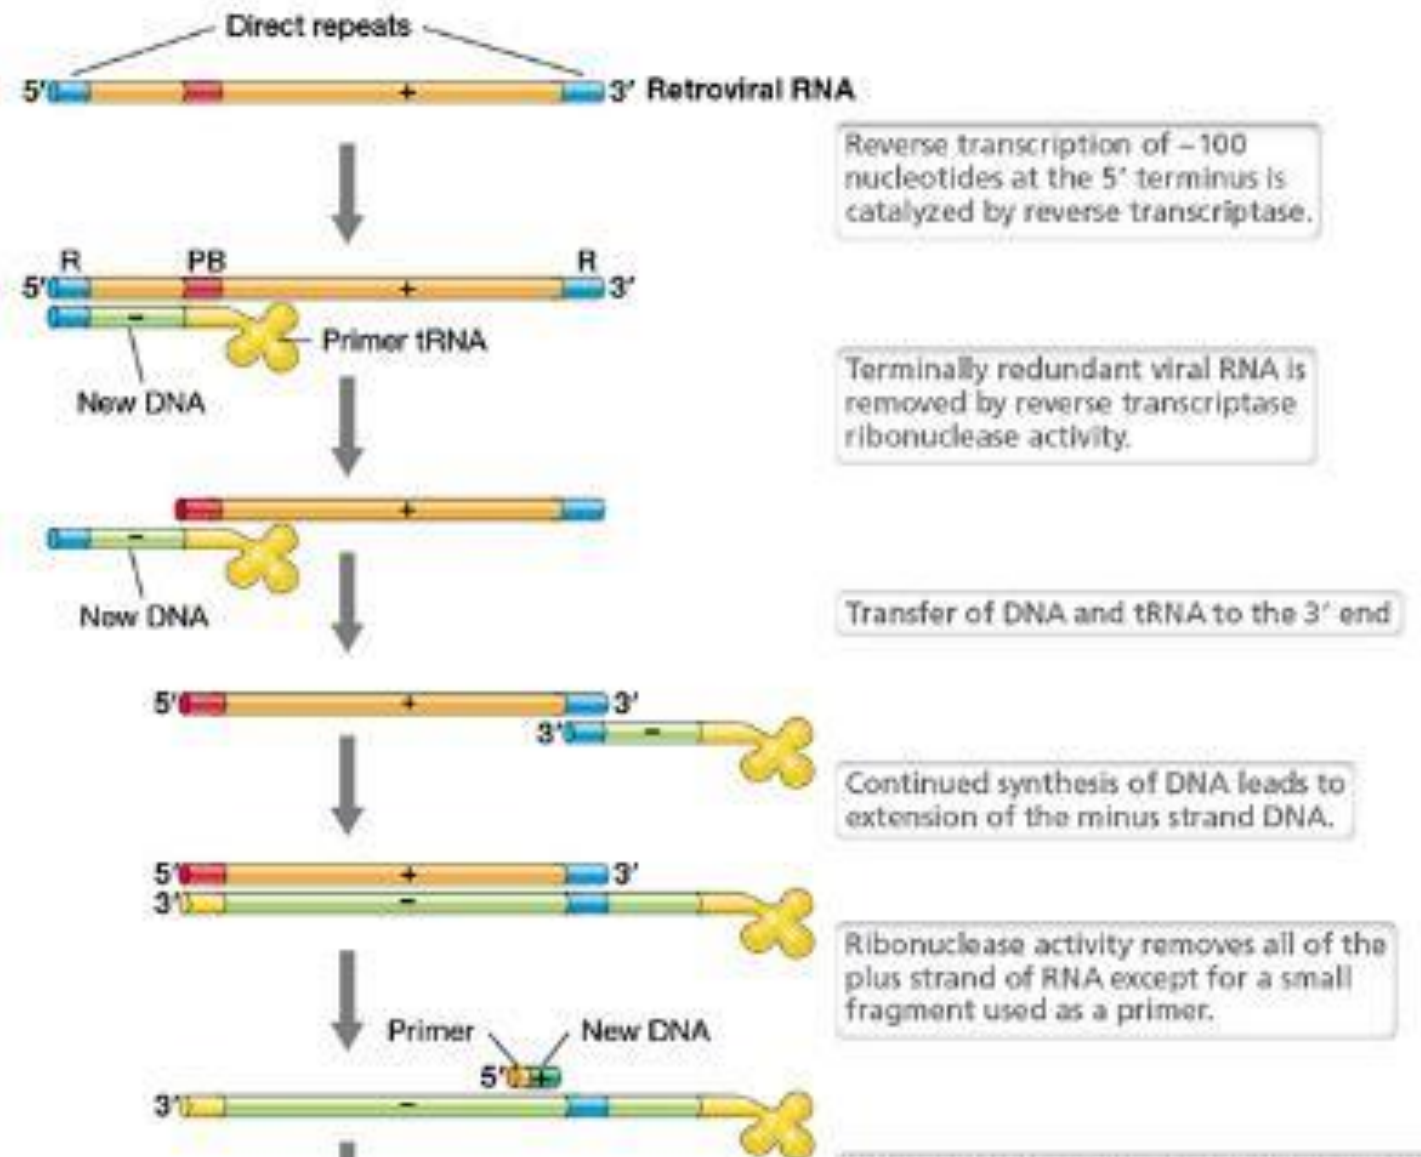 Direct repeats
5' + 3' Retroviral RNA
Reverse transcription of ~100
nucleotides at the 5' terminus is
catalyzed by reverse transcriptase.
R PB R
5' + 3'
-
Primer tRNA
New DNA
Terminally redundant viral RNA is
removed by reverse transcriptase
ribonuclease activity.
+
-
New DNA
Transfer of DNA and tRNA to the 3' end
5' + 3'
3' -
Continued synthesis of DNA leads to
extension of the minus strand DNA.
5' + 3'
3' -
Ribonuclease activity removes all of the
plus strand of RNA except for a small
fragment used as a primer.
Primer New DNA
5' +
3' -